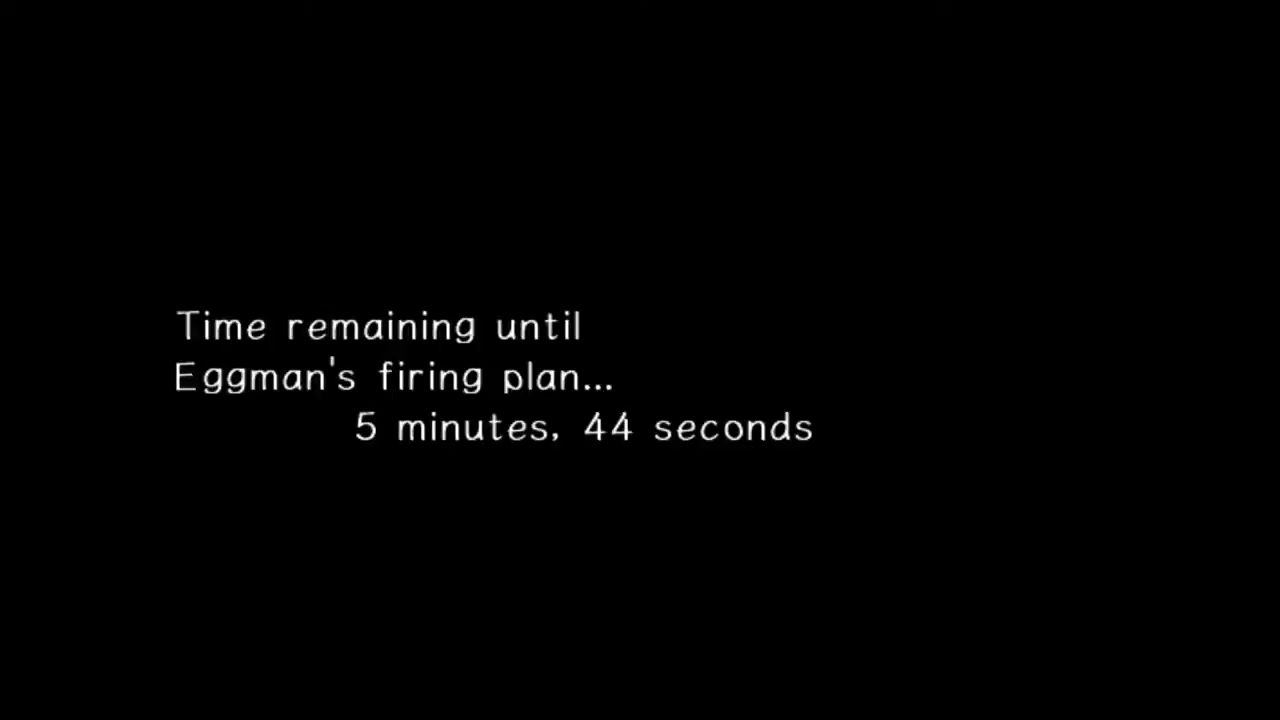 Time remaining until
Eggman's firing plan...
5 minutes, 44 seconds